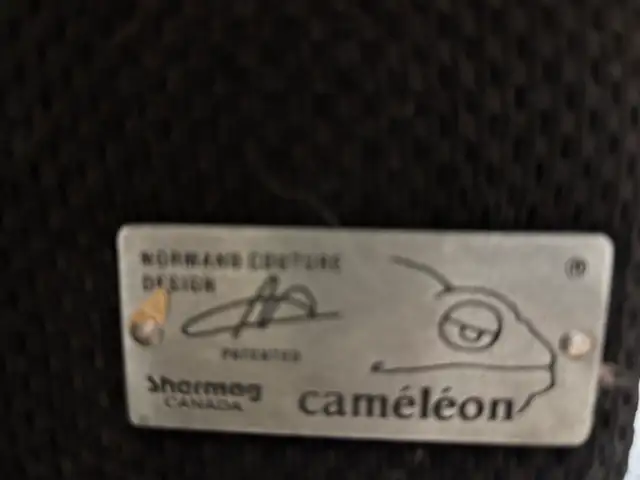 NORMAND COUTURE
DESIGN
PATENTED
Shermag
CANADA
caméléon
®